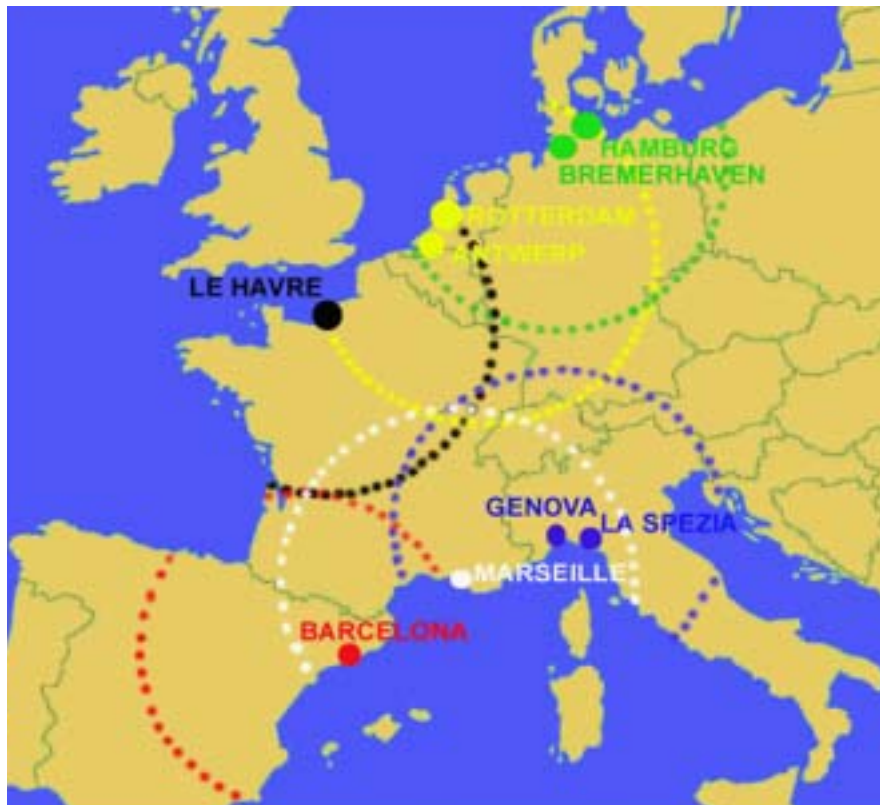 HAMBURG
BREMERHAVEN
ROTTERDAM
ANTWERP
LE HAVRE
GENOVA
LA SPEZIA
MARSEILLE
BARCELONA